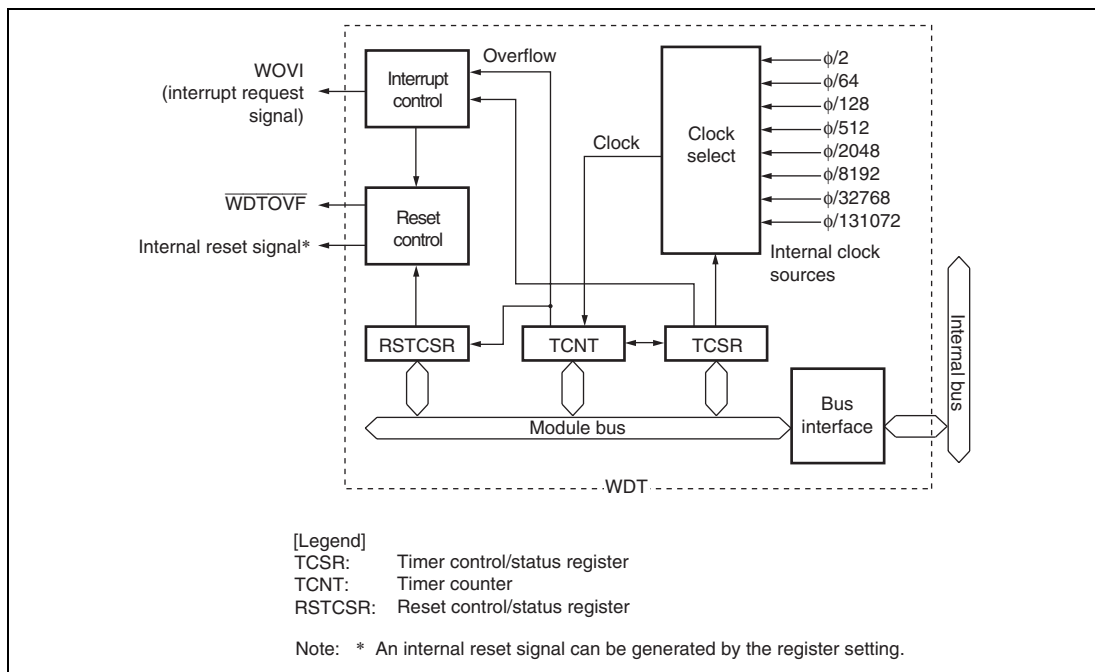 Overflow
WOVI
(interrupt request
signal)
Interrupt
control
φ/2
φ/64
φ/128
φ/512
φ/2048
φ/8192
φ/32768
φ/131072
Clock
Clock
select
WDTOVF
Internal reset signal*
Reset
control
Internal clock
sources
RSTCSR
TCNT
TCSR
Internal bus
Module bus
Bus
interface
WDT
[Legend]
TCSR: Timer control/status register
TCNT: Timer counter
RSTCSR: Reset control/status register
Note: * An internal reset signal can be generated by the register setting.